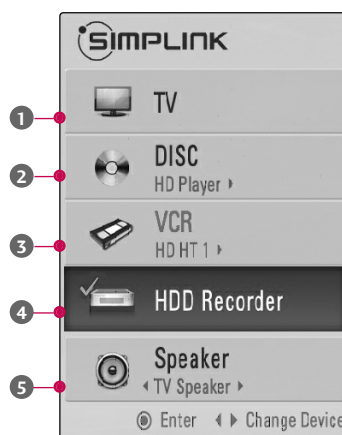 SIMPLINK
1 TV
2 DISC
HD Player
3 VCR
HD HT 1
4 HDD Recorder
5 Speaker
TV Speaker
Enter Change Device